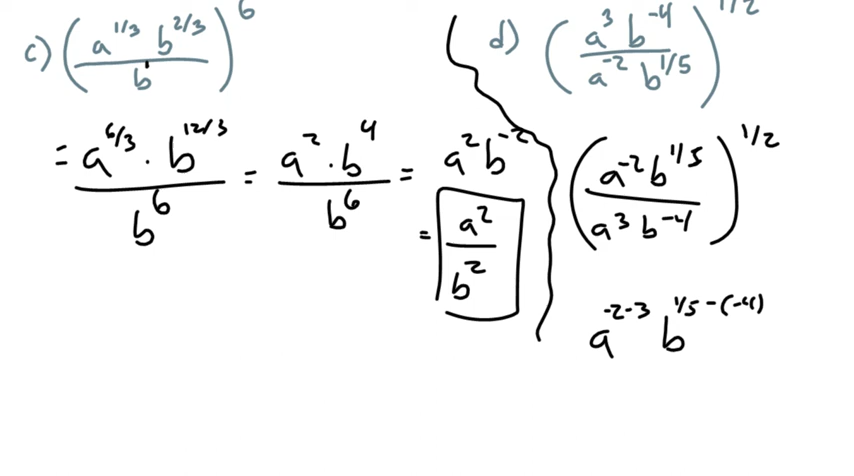 c) (a^{1/3} b^{2/3} / b)^6
= a^{6/3} · b^{12/3} / b^6 = a^2 · b^4 / b^6 = a^2 b^{-2}
= a^2 / b^2
d) (a^3 b^{-4} / a^{-2} b^{1/5})^{1/2}
(a^{-2} b^{1/5} / a^3 b^{-4})^{1/2}
a^{-2-3} b^{1/5-(-4)}